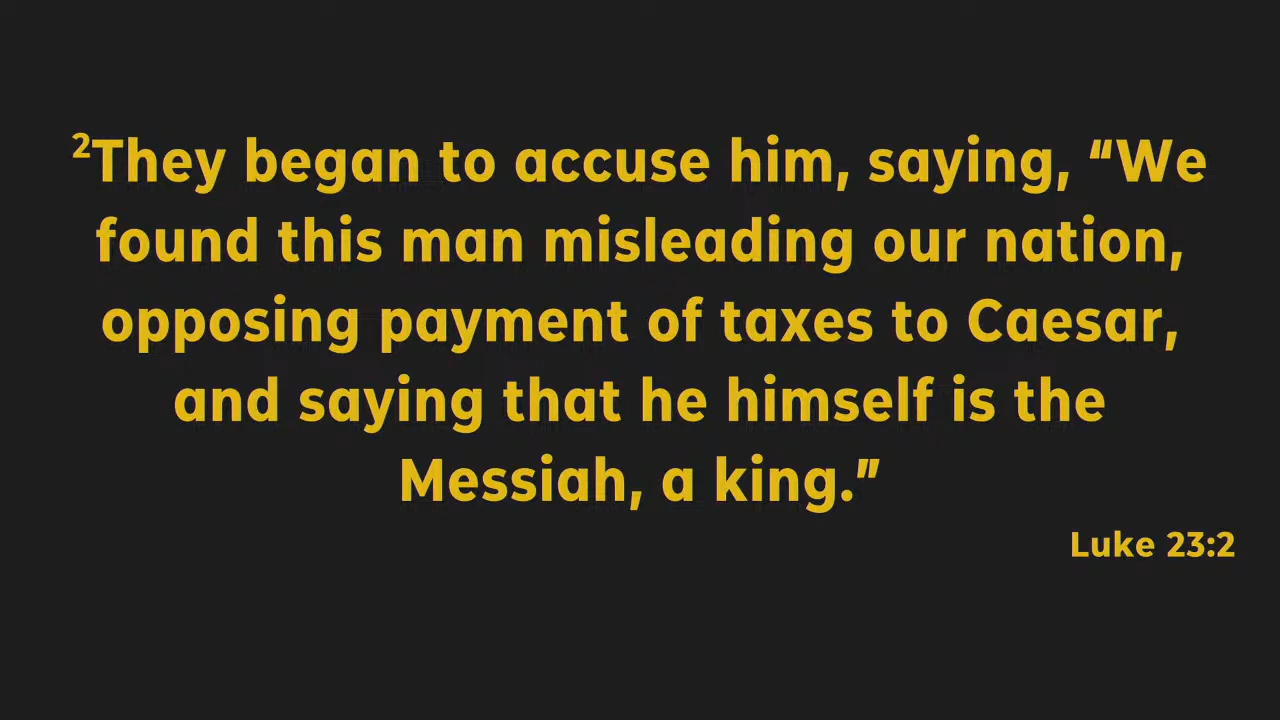 ²They began to accuse him, saying, “We
found this man misleading our nation,
opposing payment of taxes to Caesar,
and saying that he himself is the
Messiah, a king.”
Luke 23:2